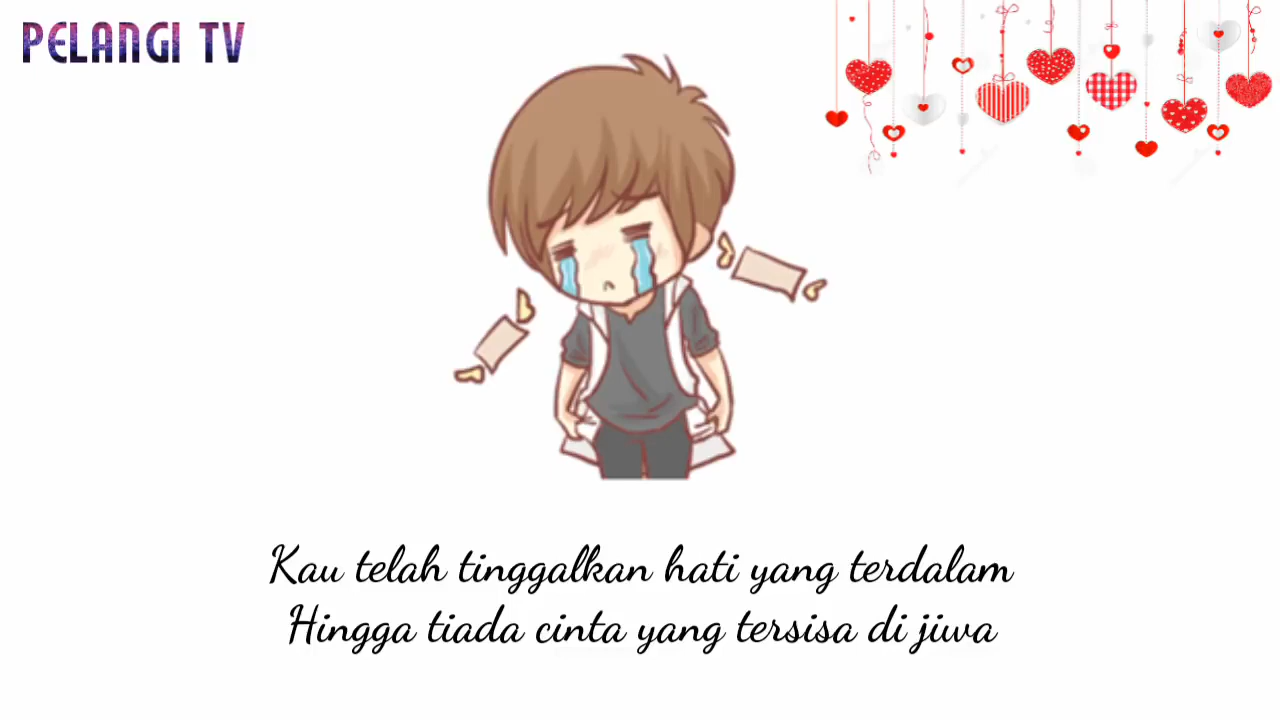 PELANGI TV
Kau telah tinggalkan hati yang terdalam
Hingga tiada cinta yang tersisa di jiwa